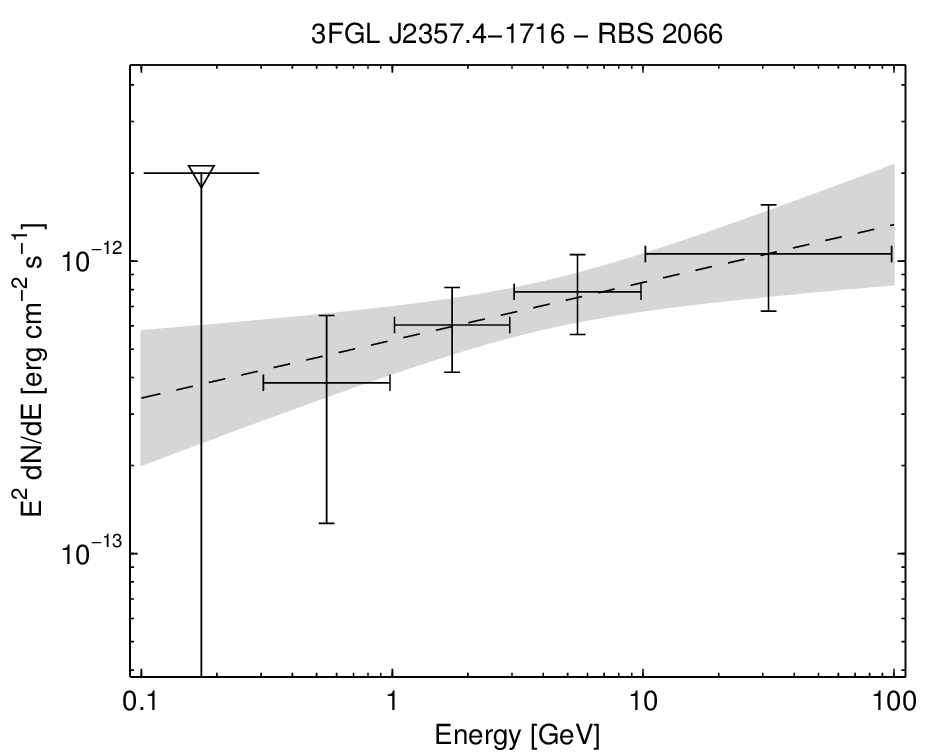 3FGL J2357.4−1716 − RBS 2066
E² dN/dE [erg cm⁻² s⁻¹]
10⁻¹²
10⁻¹³
0.1 1 10 100
Energy [GeV]